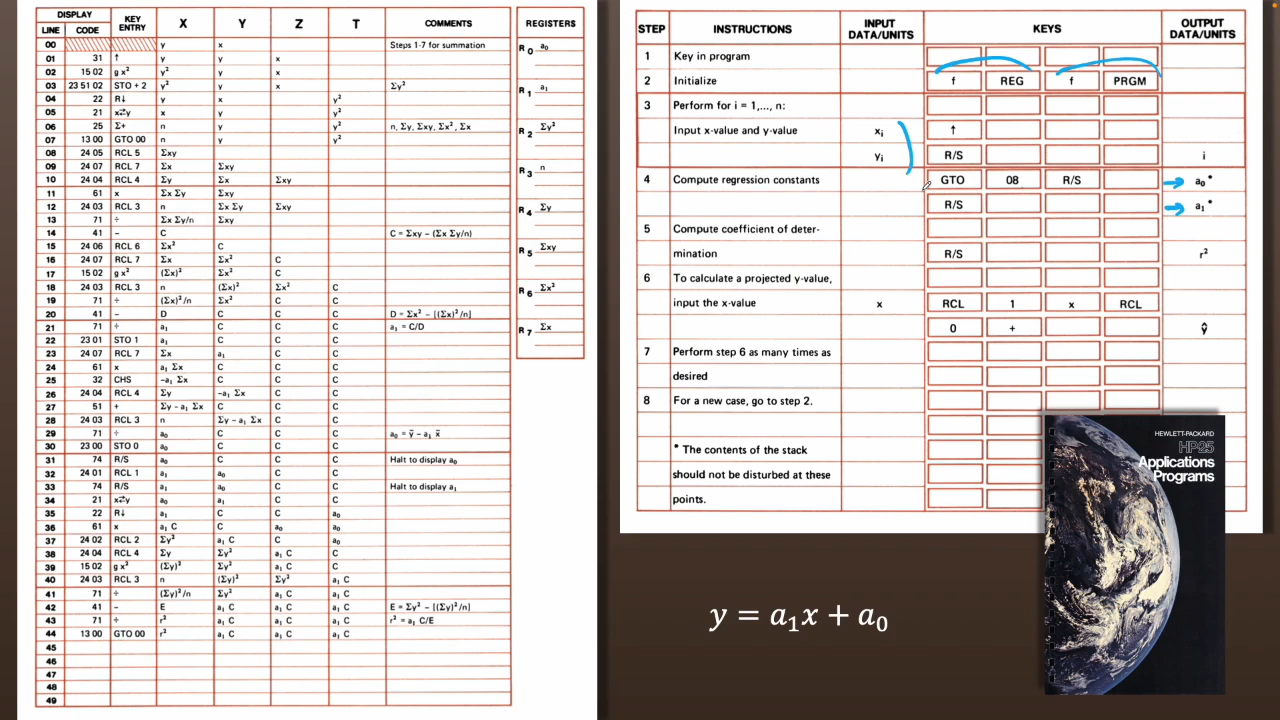 DISPLAY KEY ENTRY X Y Z T COMMENTS
LINE CODE
00 y x Steps 1-7 for summation
01 31 ↑ y y x
02 15 02 g x² y² y x
03 23 51 02 STO + 2 y² y x Σy²
04 22 R↓ y x y²
05 21 x⇄y x y y²
06 25 Σ+ n y y² n, Σy, Σxy, Σx², Σx
07 13 00 GTO 00 n y y²
08 24 05 RCL 5 Σxy
09 24 07 RCL 7 Σx Σxy
10 24 04 RCL 4 Σy Σx Σxy
11 61 x Σx Σy Σxy
12 24 03 RCL 3 n Σx Σy Σxy
13 71 ÷ Σx Σy/n Σxy
14 41 – C C = Σxy – (Σx Σy/n)
15 24 06 RCL 6 Σx² C
16 24 07 RCL 7 Σx Σx² C
17 15 02 g x² (Σx)² Σx² C
18 24 03 RCL 3 n (Σx)² Σx² C
19 71 ÷ (Σx)²/n Σx² C C
20 41 – D C C C D = Σx² – [(Σx)²/n]
21 71 ÷ a₁ C C C a₁ = C/D
22 23 01 STO 1 a₁ C C C
23 24 07 RCL 7 Σx a₁ C C
24 61 x a₁ Σx C C C
25 32 CHS -a₁ Σx C C C
26 24 04 RCL 4 Σy -a₁ Σx C C
27 51 + Σy – a₁ Σx C C C
28 24 03 RCL 3 n Σy – a₁ Σx C C
29 71 ÷ a₀ C C C a₀ = ȳ – a₁ x̄
30 23 00 STO 0 a₀ C C C
31 74 R/S a₀ C C C Halt to display a₀
32 24 01 RCL 1 a₁ a₀ C C
33 74 R/S a₁ a₀ C C Halt to display a₁
34 21 x⇄y a₀ a₁ C C
35 22 R↓ a₁ C C a₀
36 61 x a₁ C C a₀ a₀
37 24 02 RCL 2 Σy² a₁ C C a₀
38 24 04 RCL 4 Σy Σy² a₁ C C
39 15 02 g x² (Σy)² Σy² a₁ C C
40 24 03 RCL 3 n (Σy)² Σy² a₁ C
41 71 ÷ (Σy)²/n Σy² a₁ C a₁ C
42 41 – E a₁ C a₁ C a₁ C E = Σy² – [(Σy)²/n]
43 71 ÷ r² a₁ C a₁ C a₁ C r² = a₁ C/E
44 13 00 GTO 00 r² a₁ C a₁ C a₁ C
45
46
47
48
49
REGISTERS
R 0 a₀
R 1 a₁
R 2 Σy²
R 3 n
R 4 Σy
R 5 Σxy
R 6 Σx²
R 7 Σx
STEP INSTRUCTIONS INPUT DATA/UNITS KEYS OUTPUT DATA/UNITS
1 Key in program
2 Initialize f REG f PRGM
3 Perform for i = 1,..., n:
Input x-value and y-value xᵢ ↑
yᵢ R/S i
4 Compute regression constants GTO 08 R/S a₀*
R/S a₁*
5 Compute coefficient of deter-
mination R/S r²
6 To calculate a projected y-value,
input the x-value x RCL 1 x RCL
0 + ŷ
7 Perform step 6 as many times as
desired
8 For a new case, go to step 2.
* The contents of the stack
should not be disturbed at these
points.
HEWLETT-PACKARD
HP-25
Applications
Programs
y = a₁x + a₀